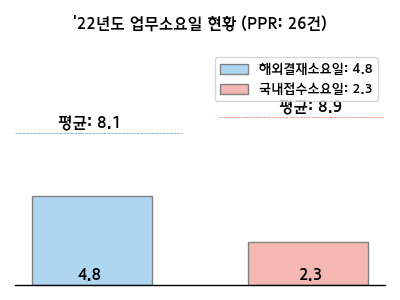 '22년도 업무소요일 현황 (PPR: 26건)
해외결재소요일: 4.8
국내접수소요일: 2.3
평균: 8.9
평균: 8.1
4.8
2.3